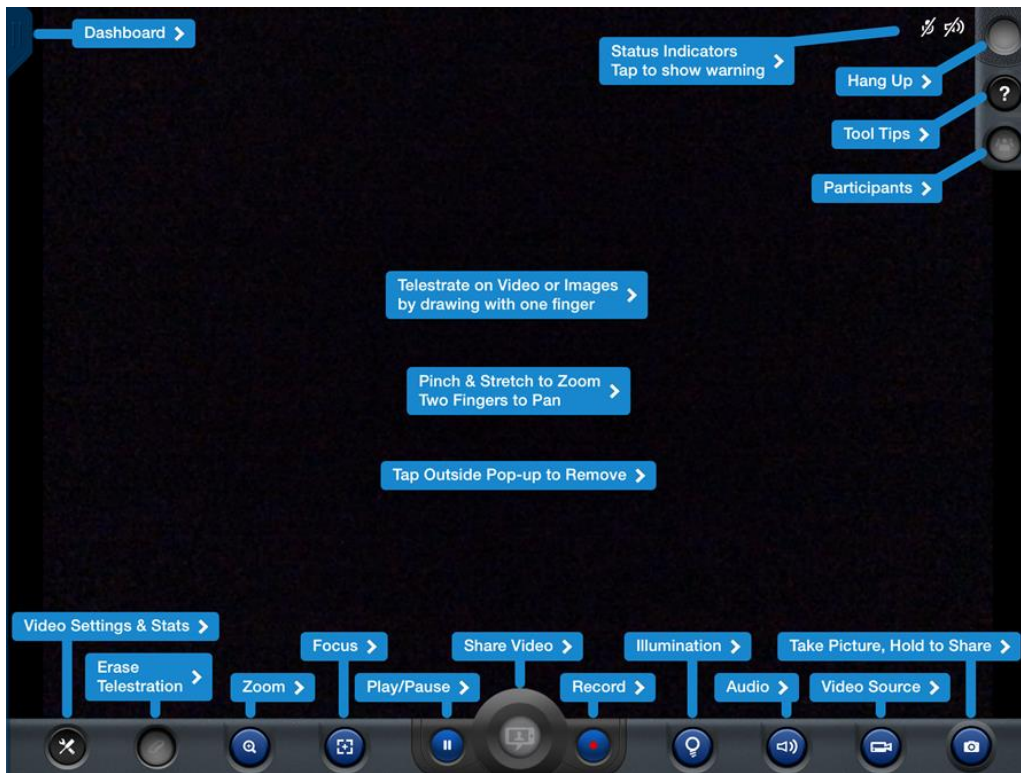 Dashboard
Status Indicators
Tap to show warning
Hang Up
?
Tool Tips
Participants
Telestrate on Video or Images
by drawing with one finger
Pinch & Stretch to Zoom
Two Fingers to Pan
Tap Outside Pop-up to Remove
Video Settings & Stats
Erase
Telestration
Zoom
Focus
Play/Pause
Share Video
Record
Illumination
Audio
Video Source
Take Picture, Hold to Share